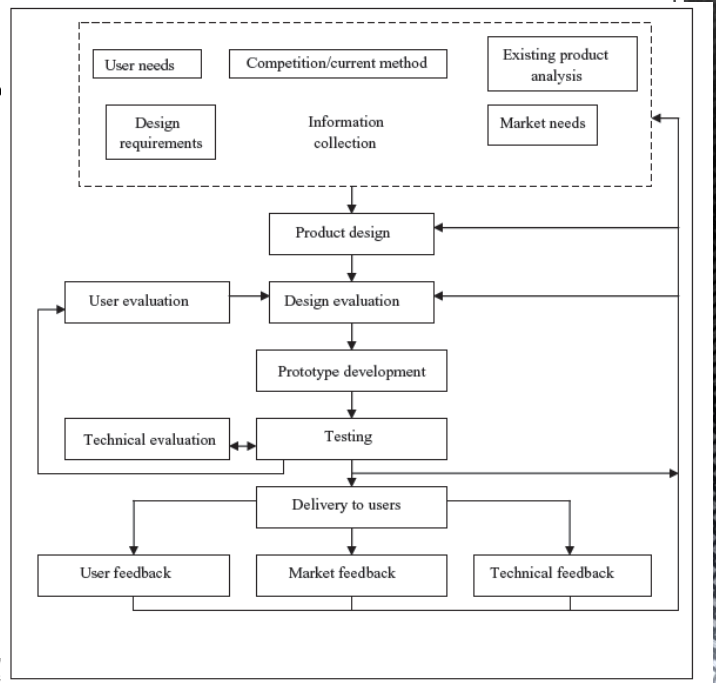 User needs
Competition/current method
Existing product
analysis
Design
requirements
Information
collection
Market needs
Product design
User evaluation
Design evaluation
Prototype development
Technical evaluation
Testing
Delivery to users
User feedback
Market feedback
Technical feedback